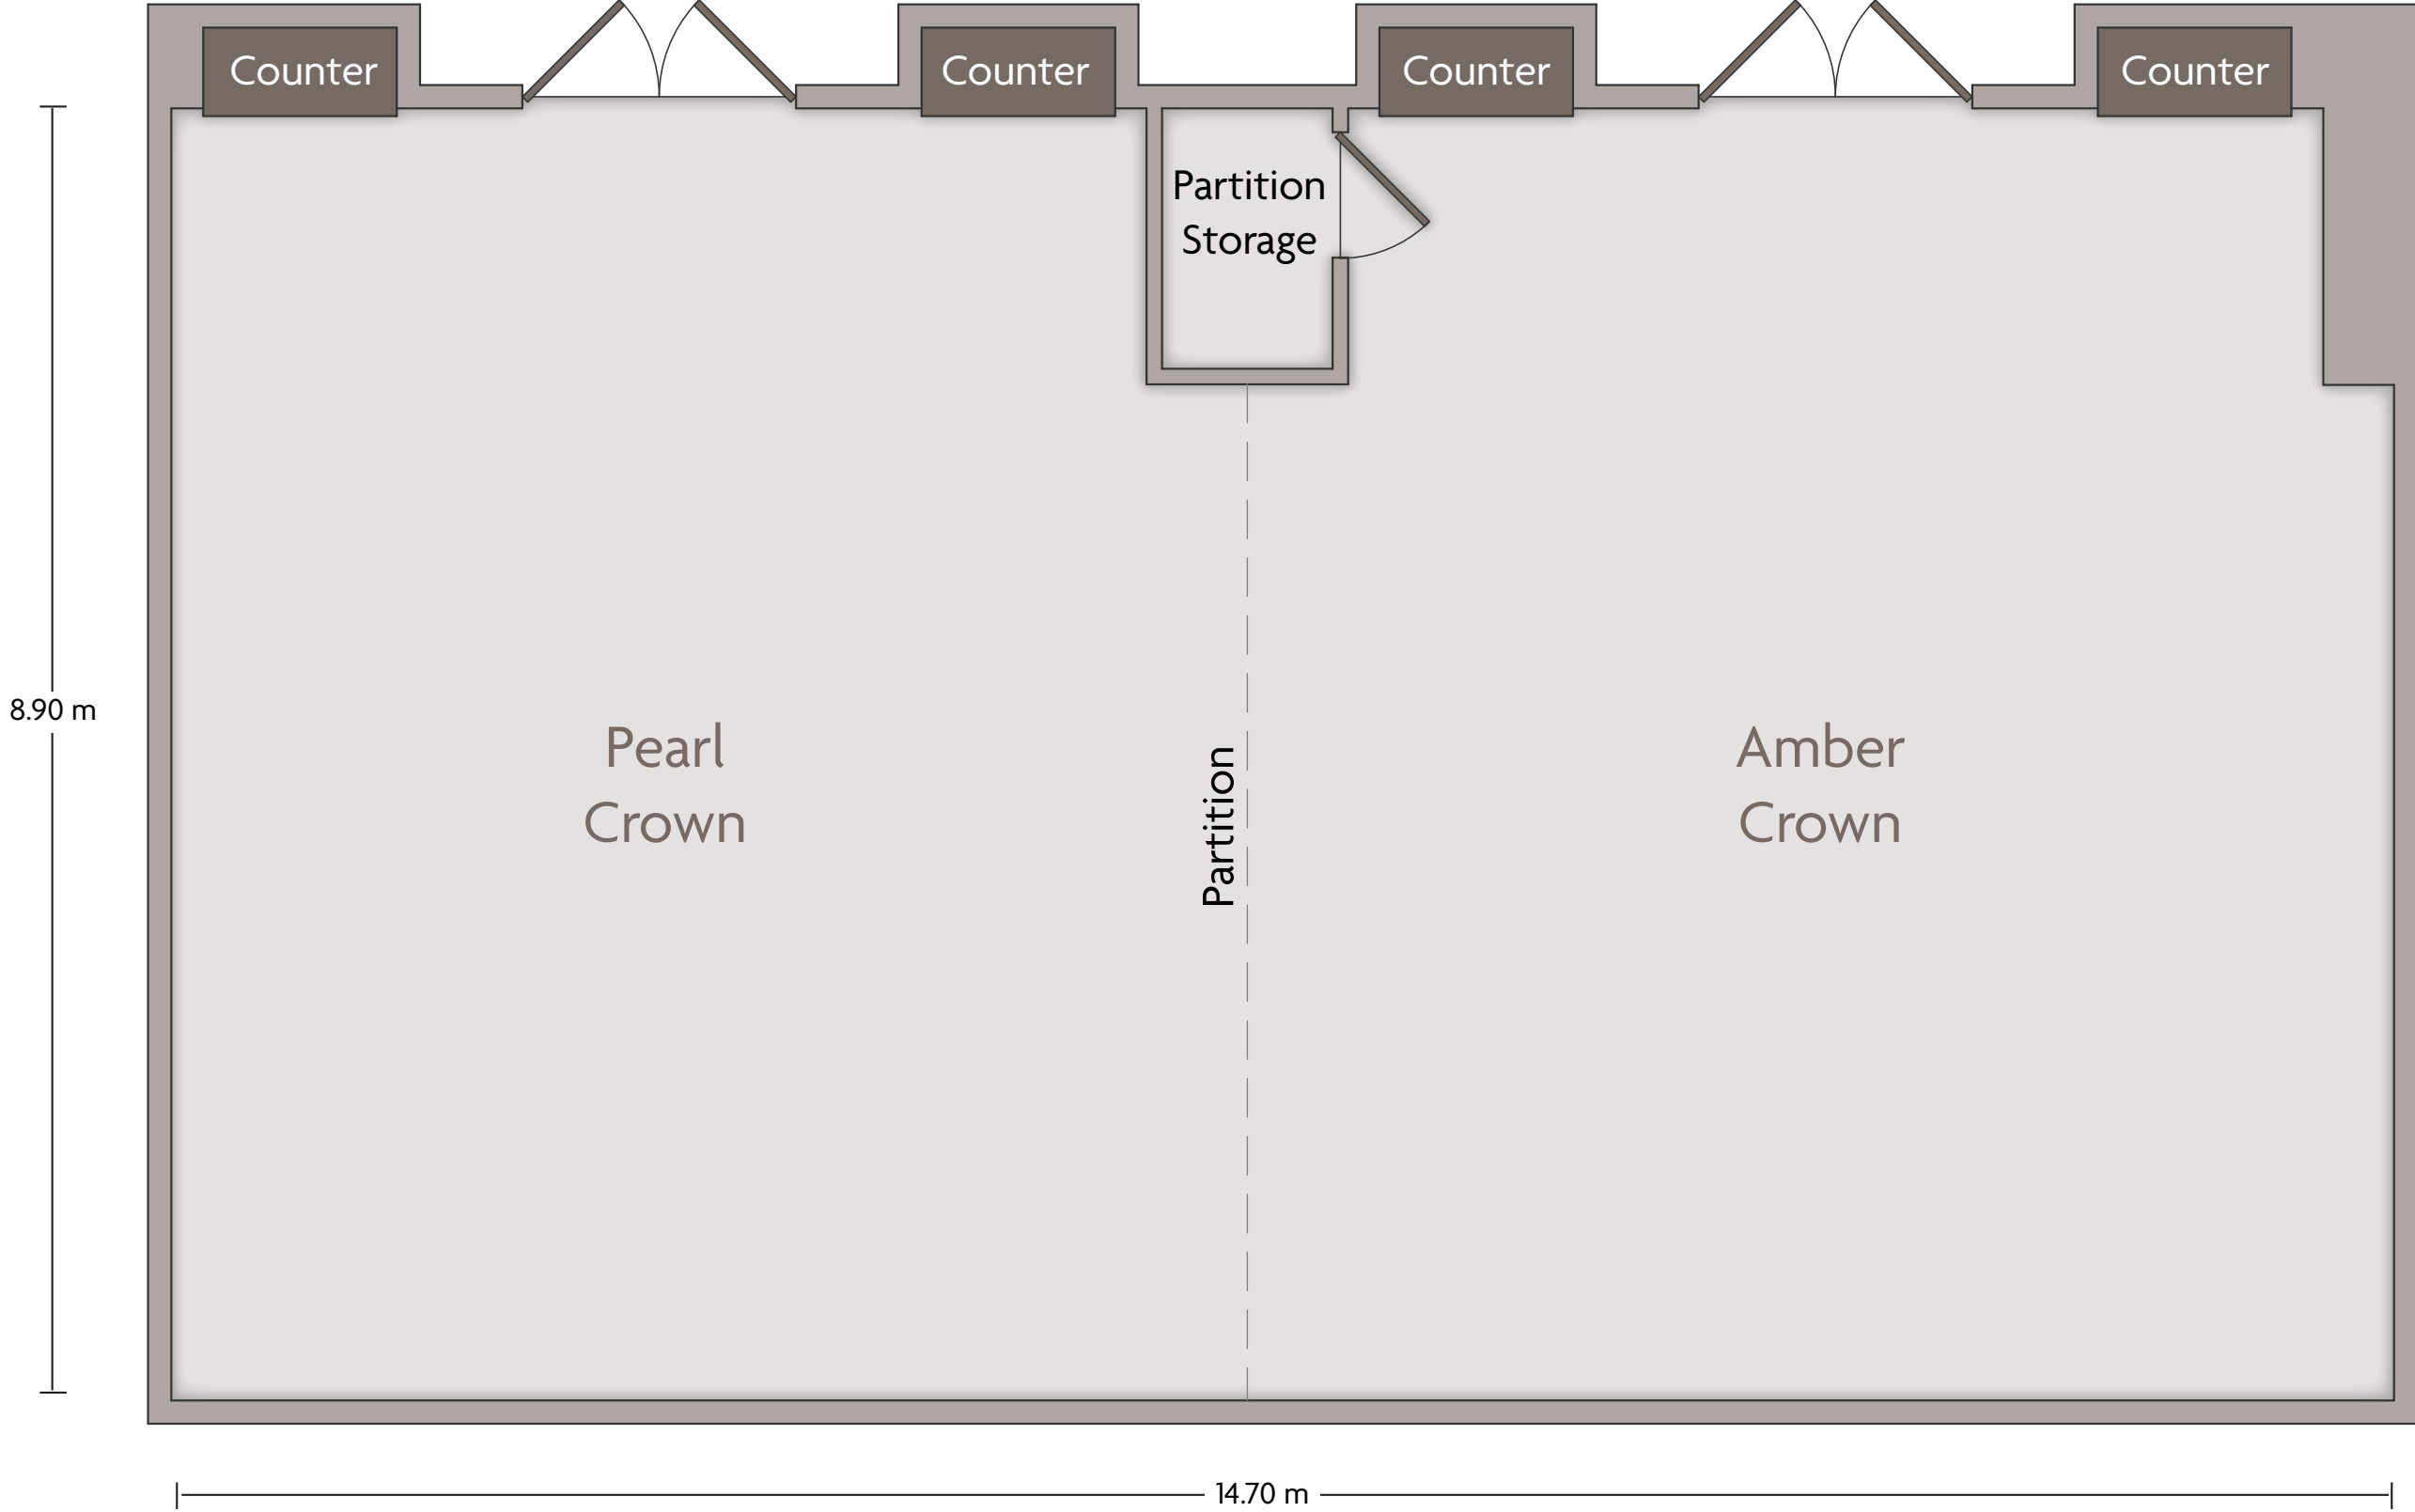 Counter
Counter
Counter
Counter
Partition
Storage
8.90 m
Pearl
Crown
Partition
Amber
Crown
14.70 m